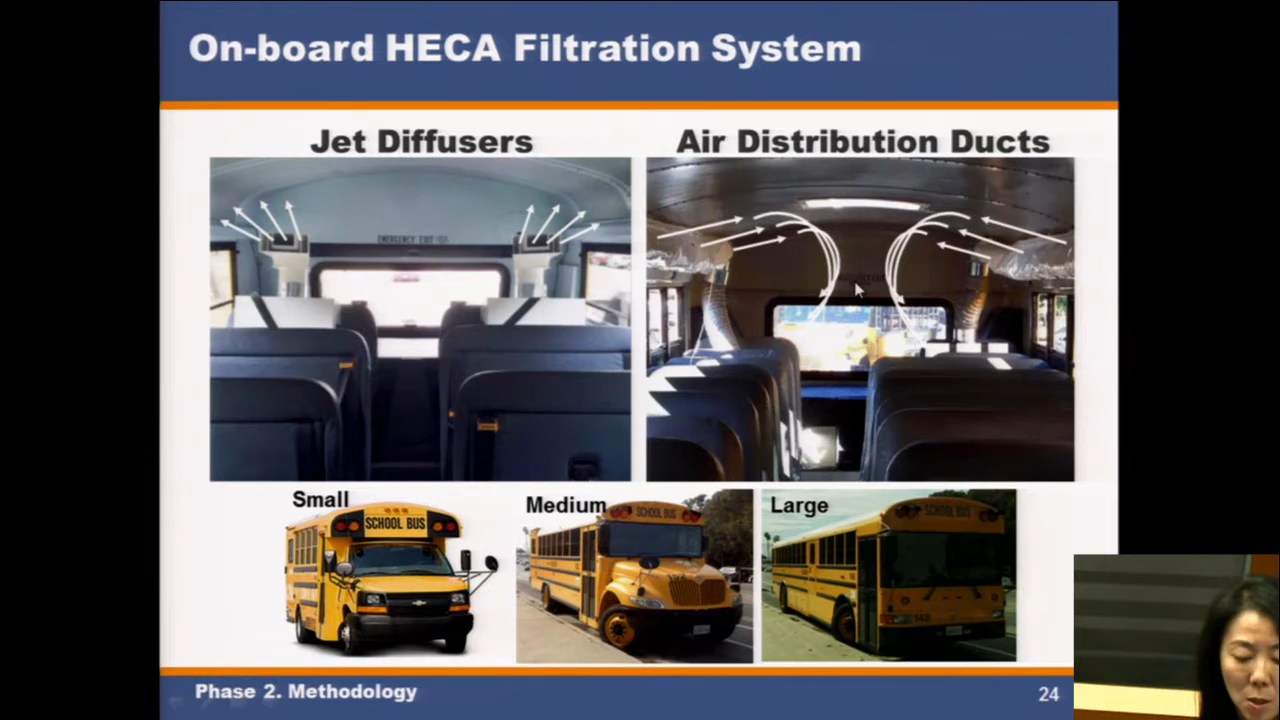 On-board HECA Filtration System
Jet Diffusers
Air Distribution Ducts
EMERGENCY EXIT
Small
SCHOOL BUS
Medium
SCHOOL BUS
Large
SCHOOL BUS
Phase 2. Methodology
24